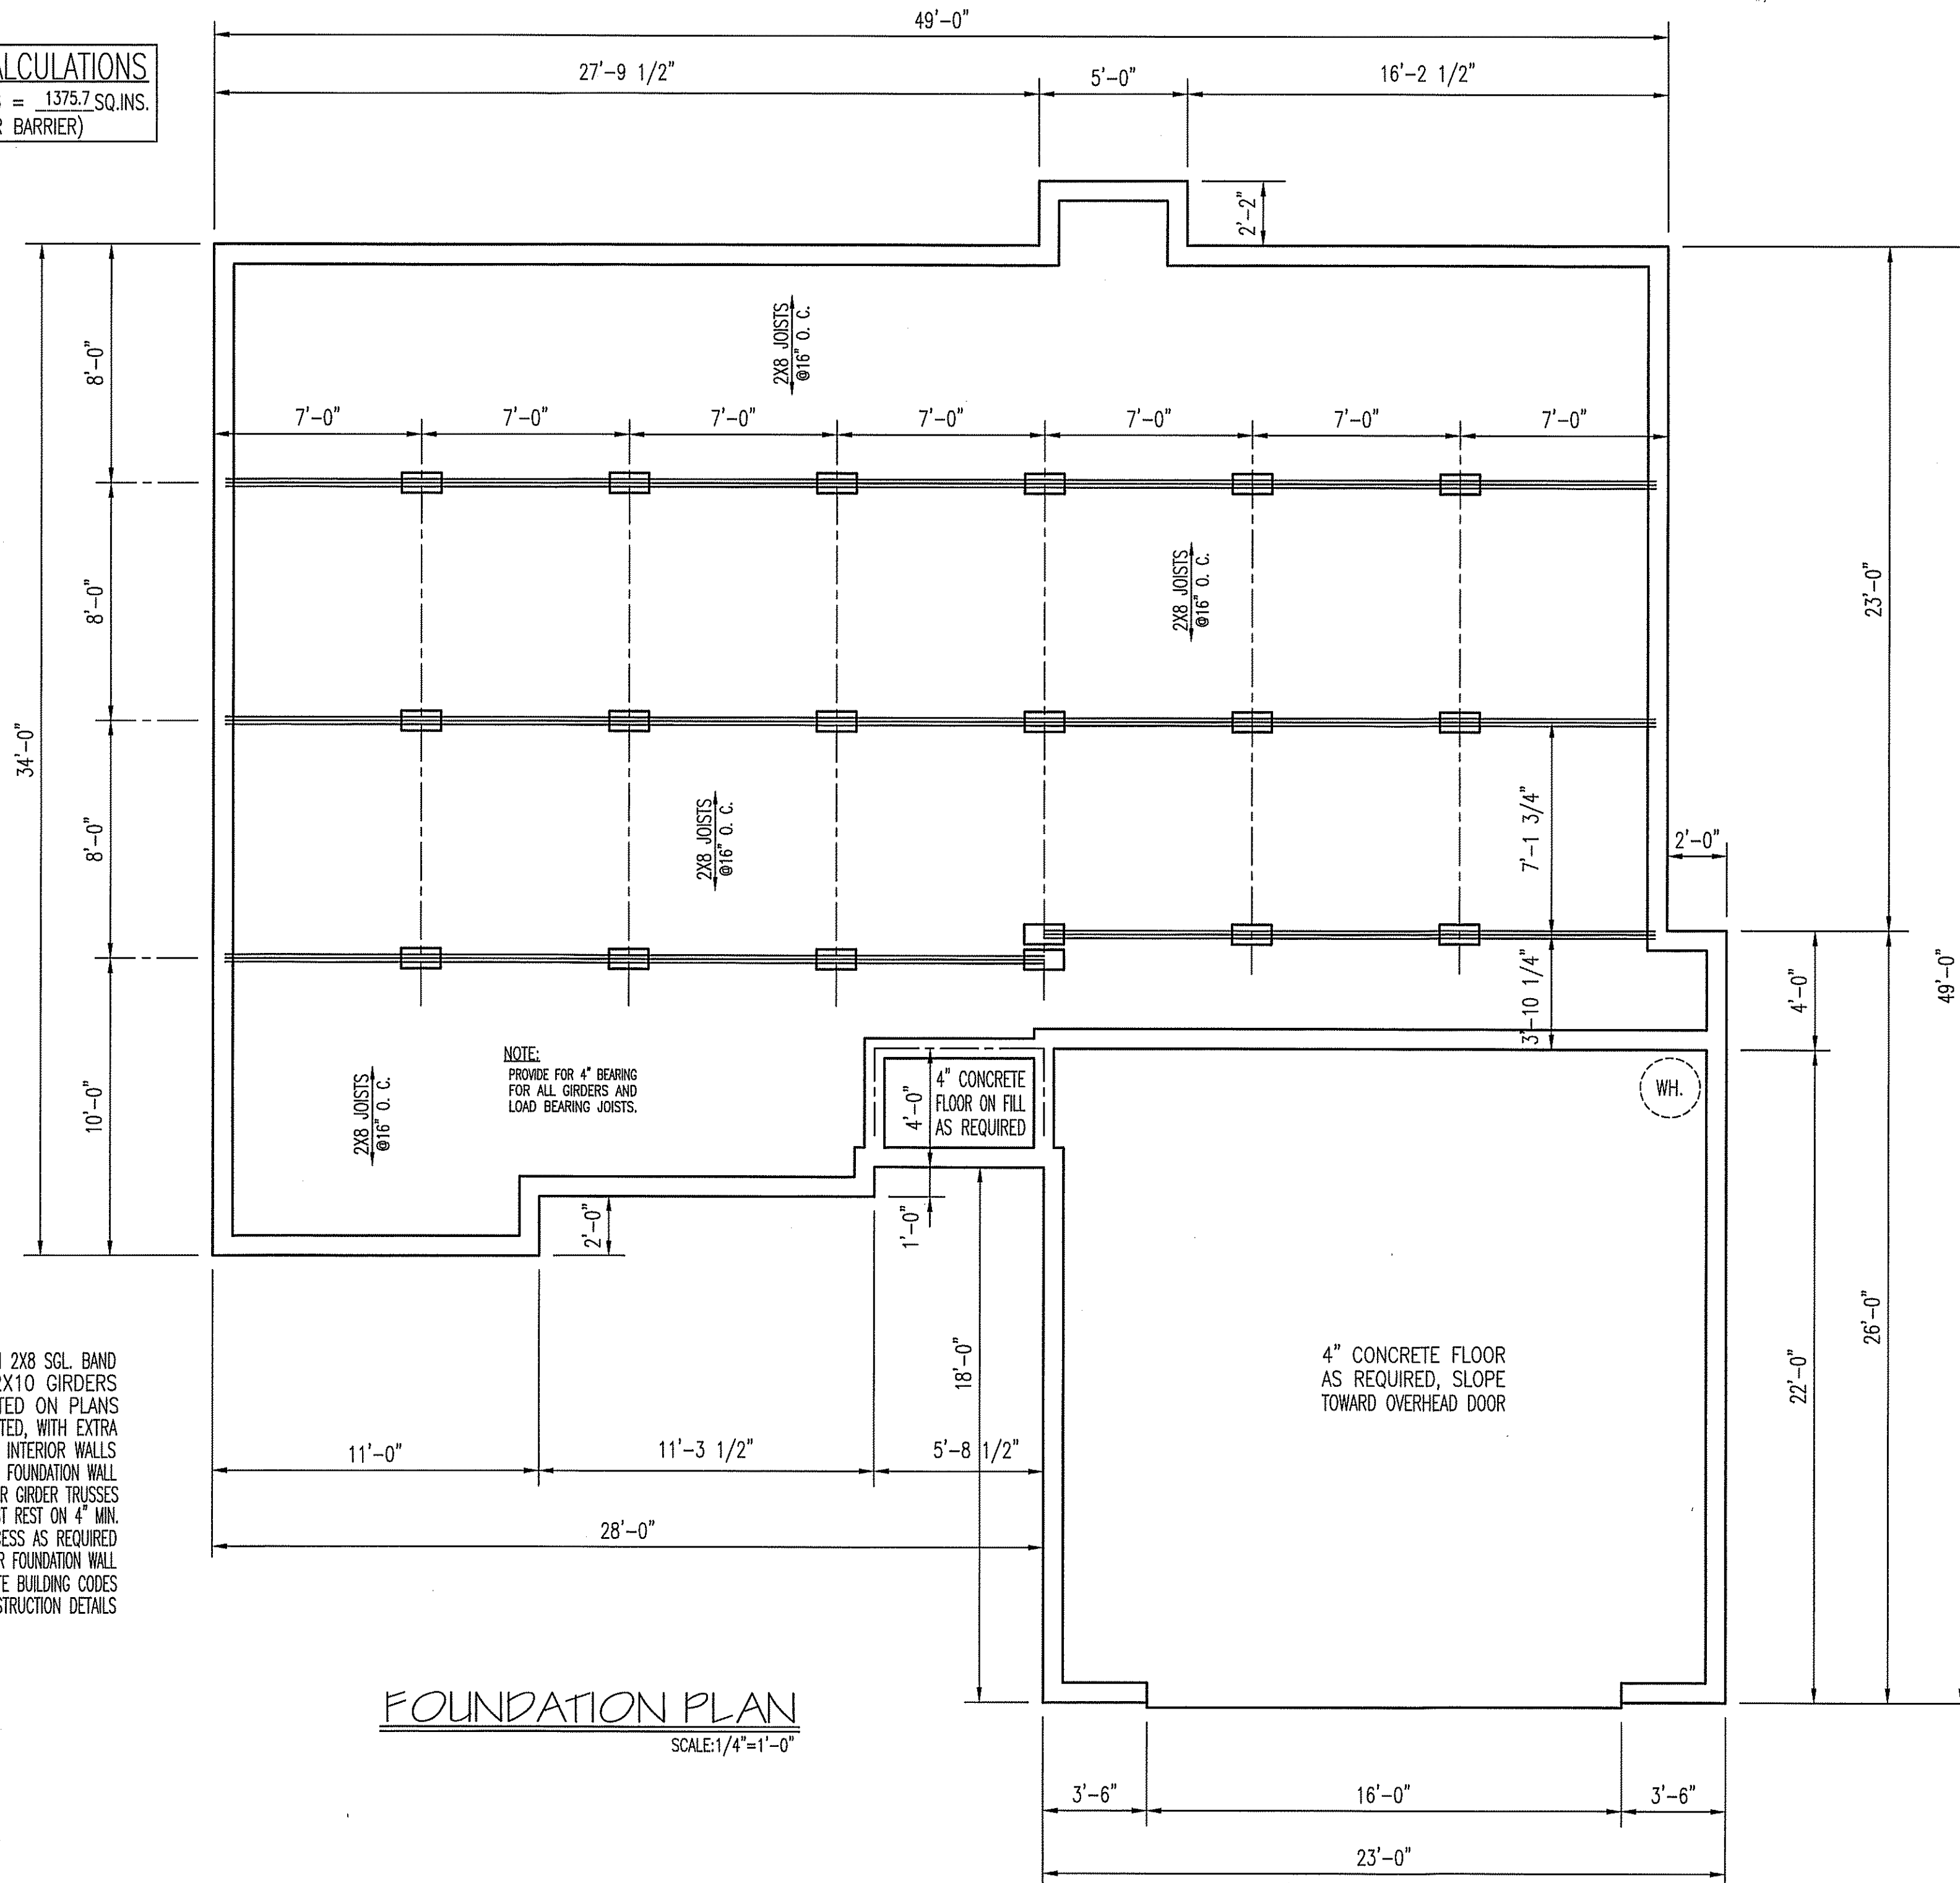 49'-0"
ALCULATIONS
= 1375.7 SQ.INS.
BARRIER)
27'-9 1/2"
5'-0"
16'-2 1/2"
2'-2"
2X8 JOISTS
@16" O. C.
8'-0"
7'-0"
7'-0"
7'-0"
7'-0"
7'-0"
7'-0"
7'-0"
2X8 JOISTS
@16" O. C.
8'-0"
23'-0"
34'-0"
2X8 JOISTS
@16" O. C.
8'-0"
7'-1 3/4"
2'-0"
3'-10 1/4"
4'-0"
49'-0"
NOTE:
PROVIDE FOR 4" BEARING
FOR ALL GIRDERS AND
LOAD BEARING JOISTS.
2X8 JOISTS
@16" O. C.
10'-0"
4'-0"
4" CONCRETE
FLOOR ON FILL
AS REQUIRED
WH.
2'-0"
1'-0"
18'-0"
26'-0"
22'-0"
4" CONCRETE FLOOR
AS REQUIRED, SLOPE
TOWARD OVERHEAD DOOR
2X8 SGL. BAND
2X10 GIRDERS
TED ON PLANS
TED, WITH EXTRA
INTERIOR WALLS
FOUNDATION WALL
R GIRDER TRUSSES
ST REST ON 4" MIN.
CESS AS REQUIRED
R FOUNDATION WALL
TE BUILDING CODES
STRUCTION DETAILS
11'-0"
11'-3 1/2"
5'-8 1/2"
28'-0"
FOUNDATION PLAN
SCALE:1/4"=1'-0"
3'-6"
16'-0"
3'-6"
23'-0"